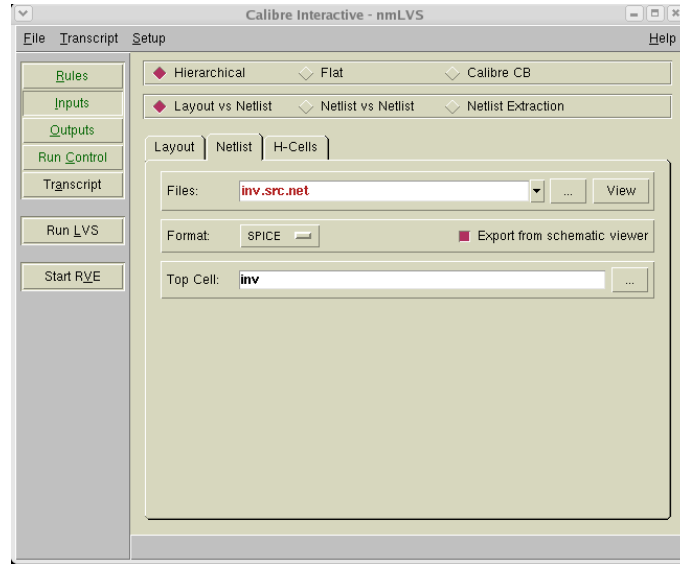 Calibre Interactive - nmLVS
File Transcript Setup Help
Rules
Inputs
Outputs
Run Control
Transcript
Run LVS
Start RVE
Hierarchical Flat Calibre CB
Layout vs Netlist Netlist vs Netlist Netlist Extraction
Layout Netlist H-Cells
Files: inv.src.net ... View
Format: SPICE Export from schematic viewer
Top Cell: inv ...